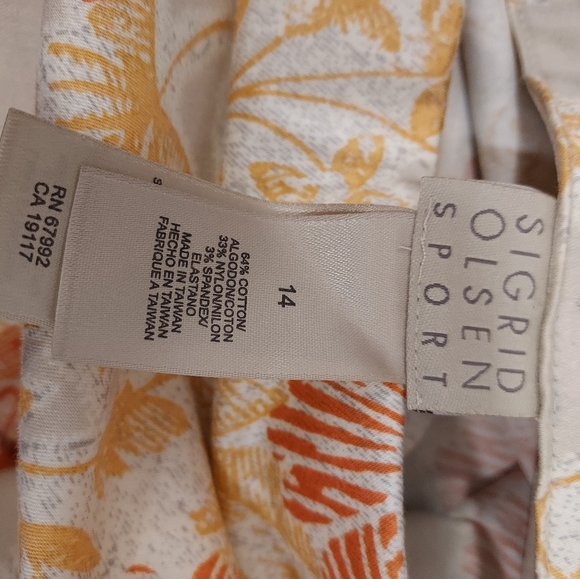 SIGRID
OLSEN
SPORT
14
64% COTTON/
ALGODON/COTON
33% NYLON/NILON
3% SPANDEX/
ELASTANO
MADE IN TAIWAN
HECHO EN TAIWAN
FABRIQUE A TAIWAN
RN 67992
CA 19117